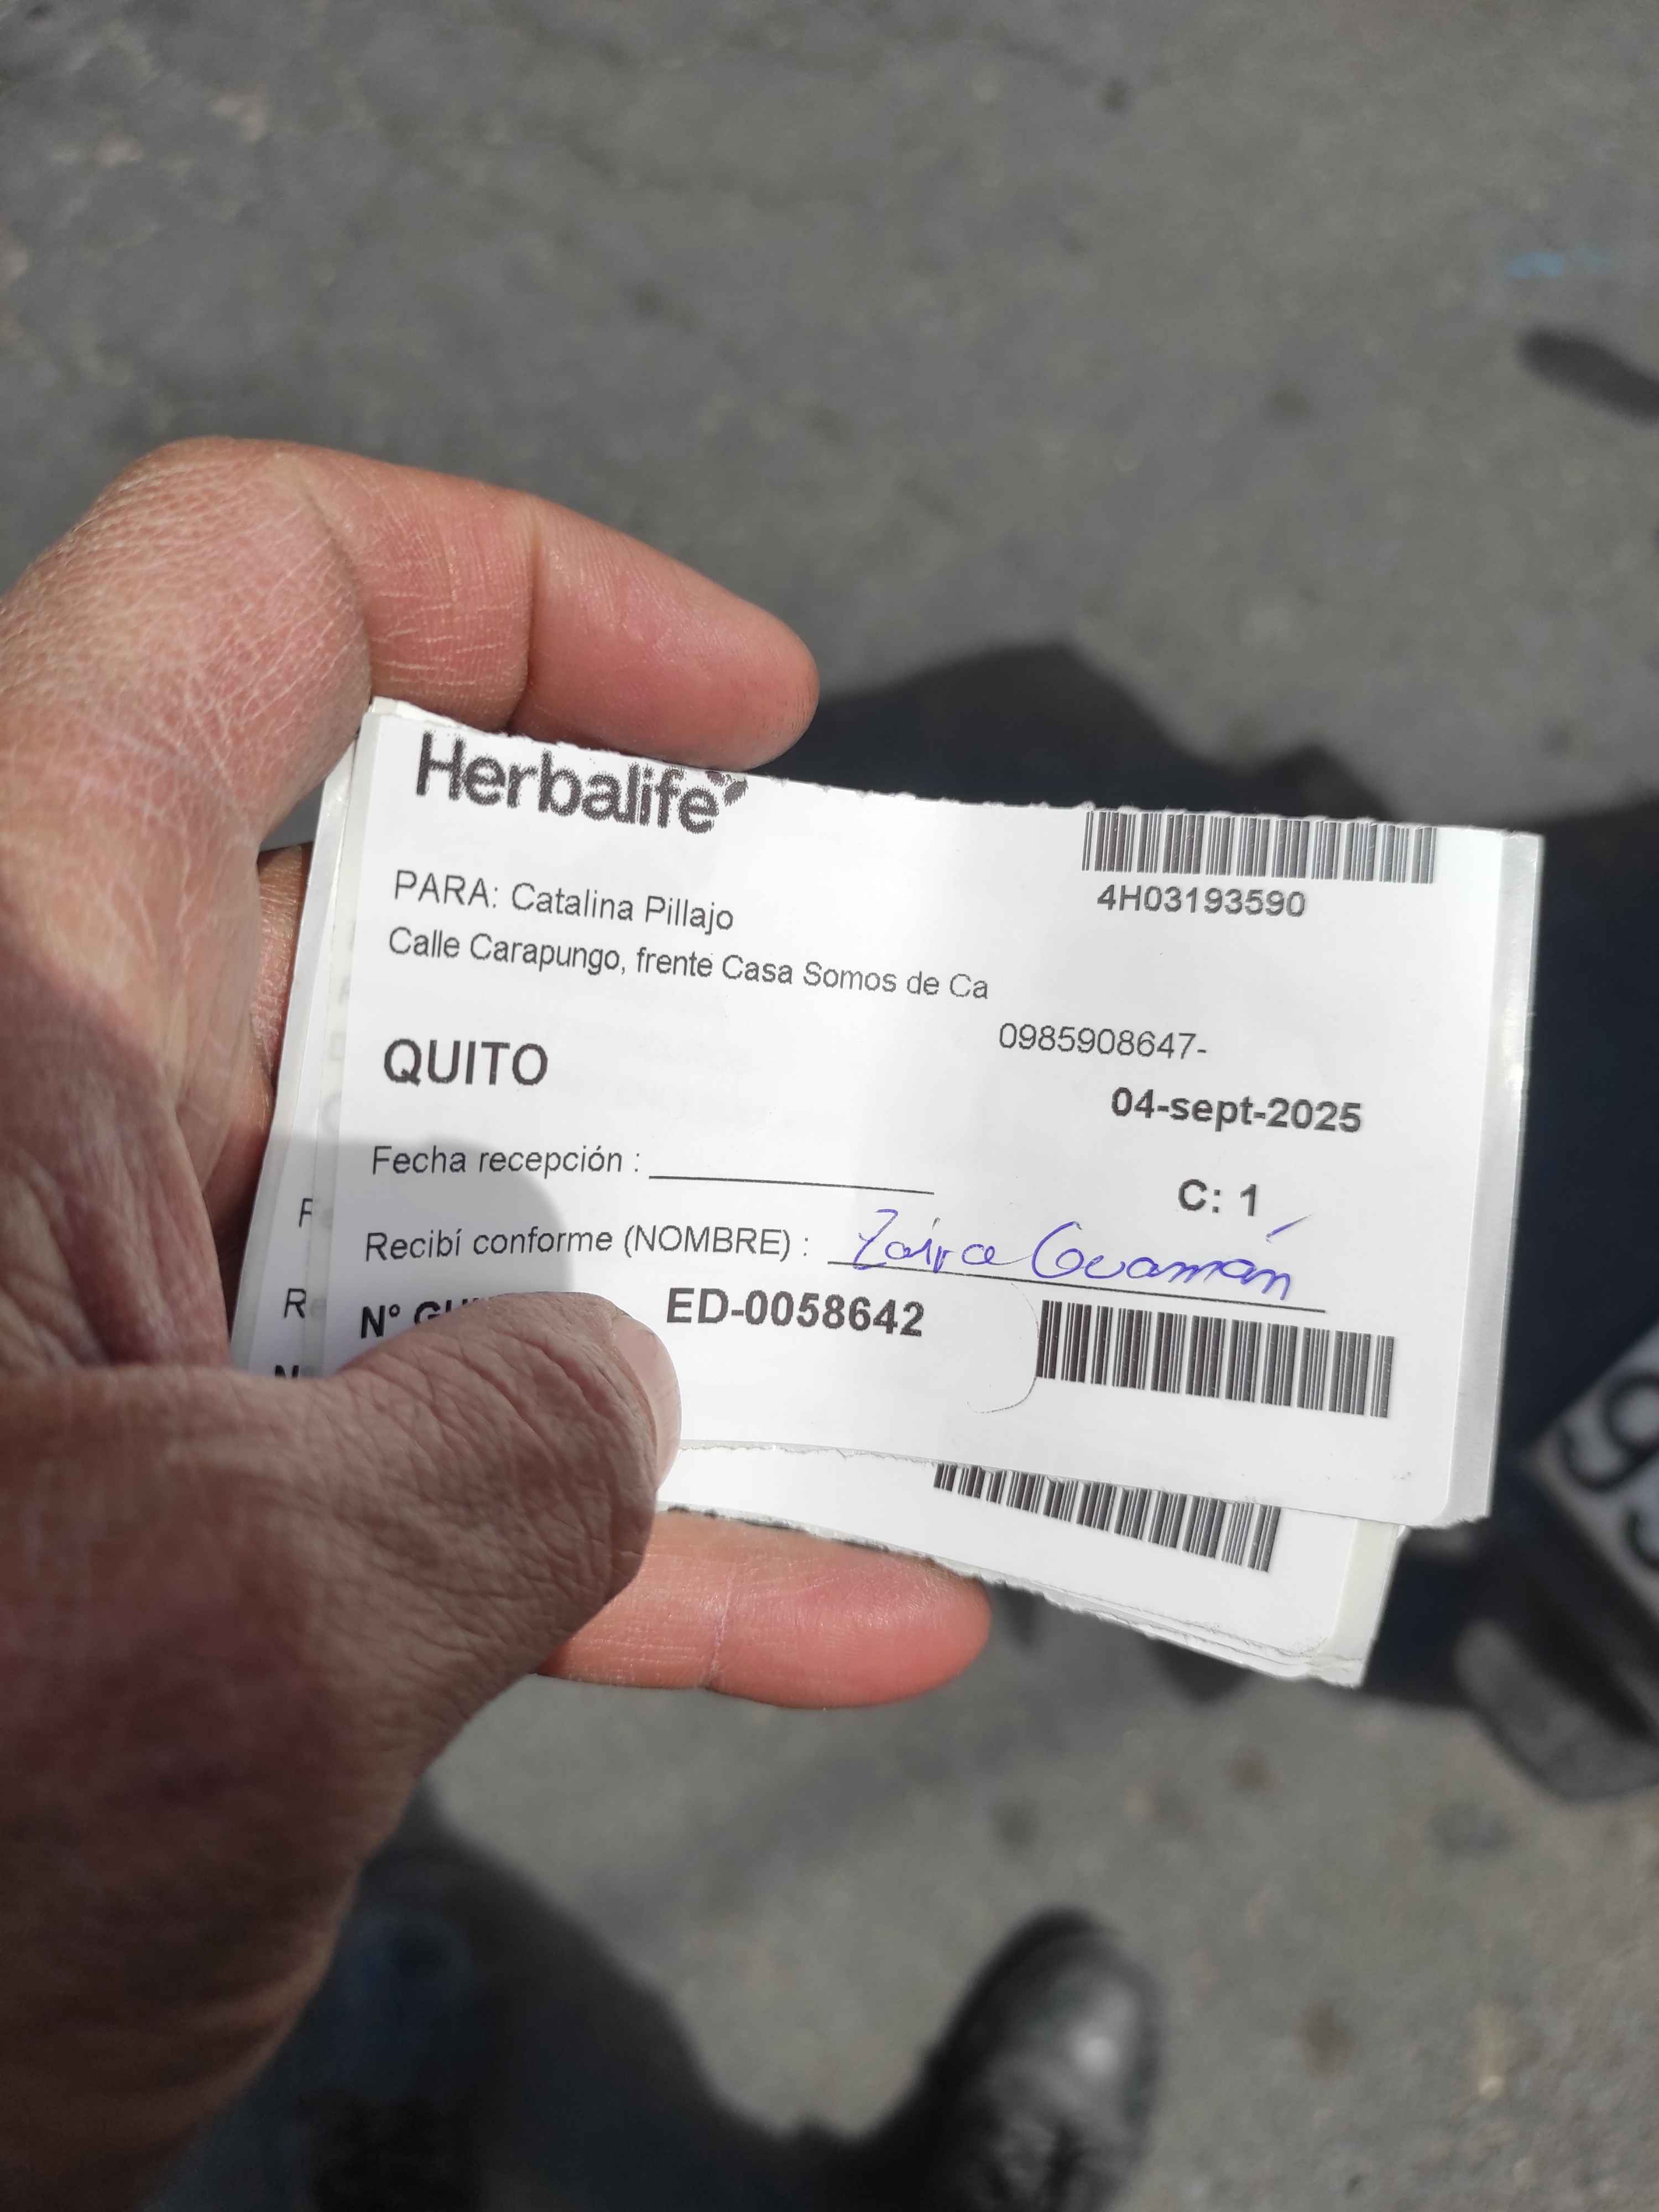 Herbalife
4H03193590
PARA: Catalina Pillajo
Calle Carapungo, frente Casa Somos de Ca
0985908647-
QUITO
04-sept-2025
Fecha recepción :
C: 1
Recibí conforme (NOMBRE) : Zaira Guamán
N° ED-0058642